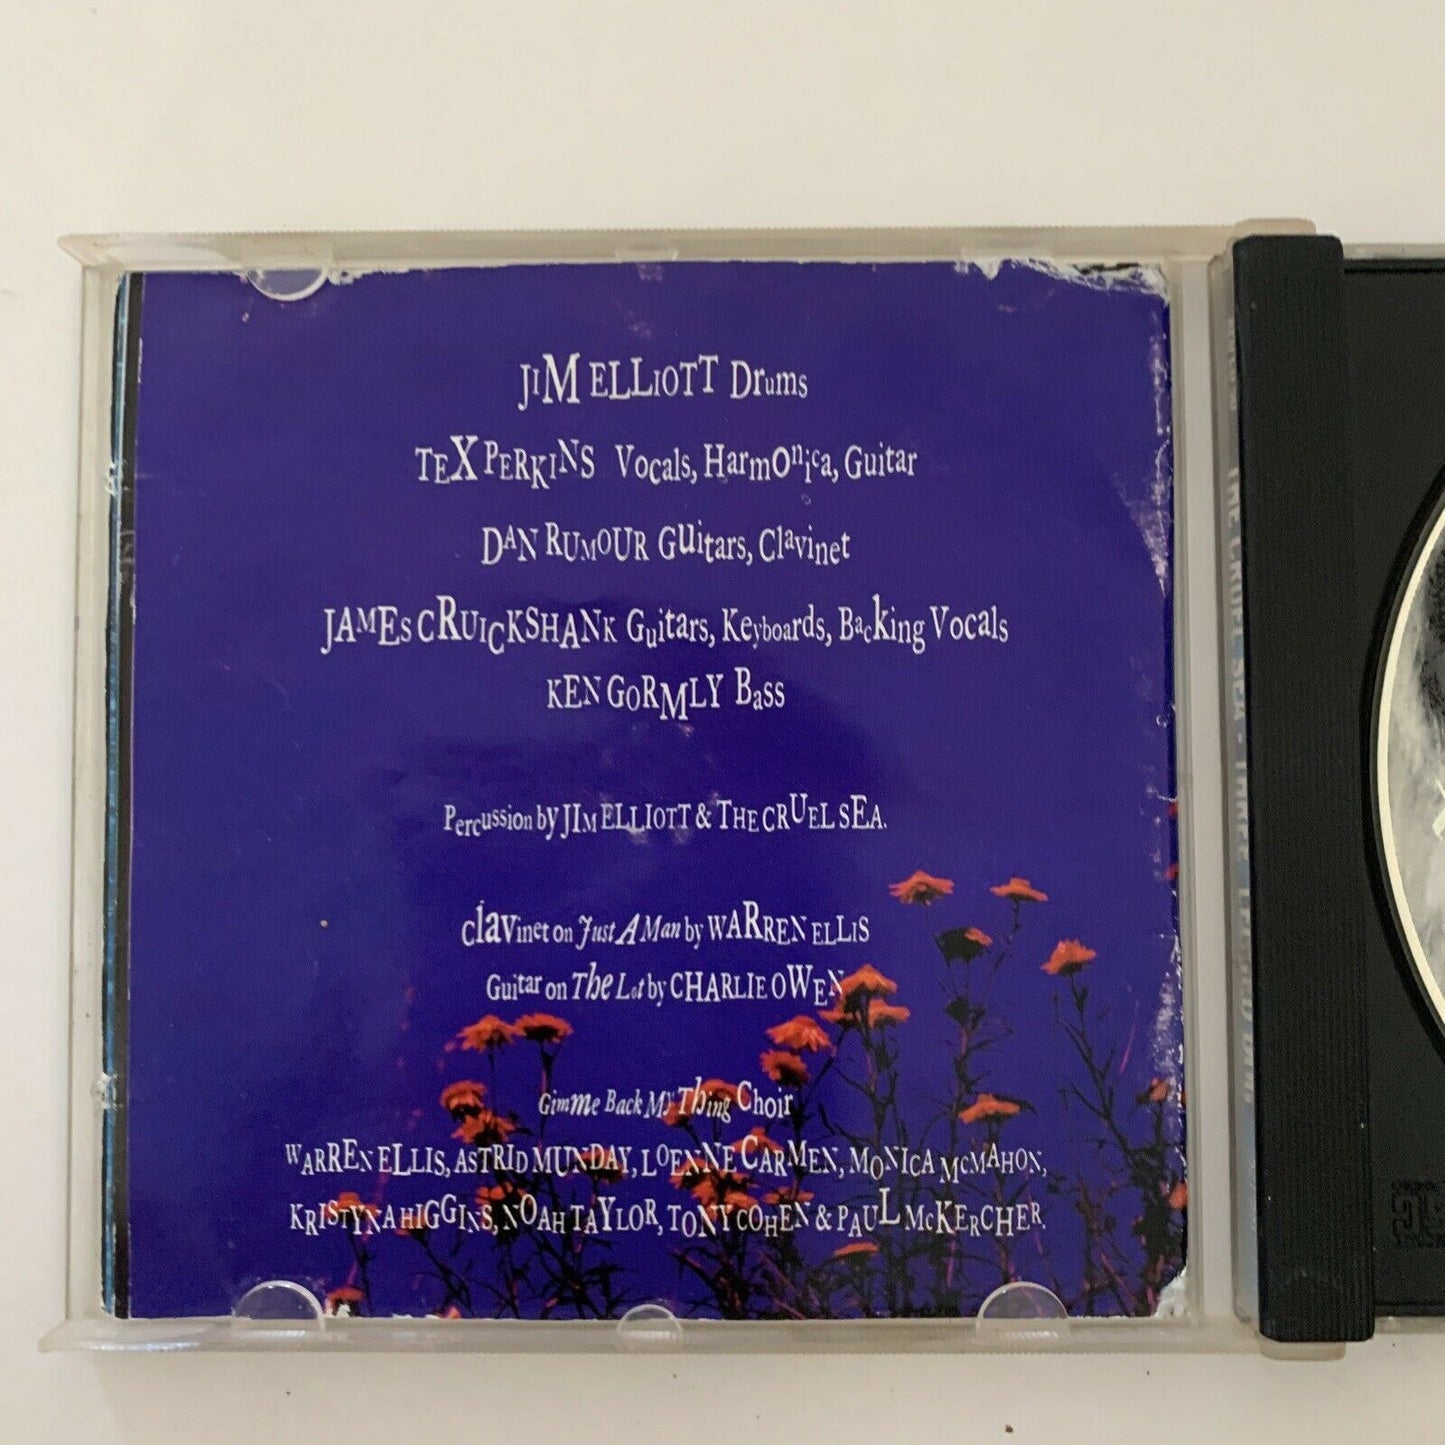 JIM ELLIOTT Drums
TEX PERKINS Vocals, Harmonica, Guitar
DAN RUMOUR Guitars, Clavinet
JAMES CRUICKSHANK Guitars, Keyboards, Backing Vocals
KEN GORMLY Bass
Percussion by JIM ELLIOTT & THE CRUEL SEA.
clavinet on Just A Man by WARREN ELLIS
Guitar on The Lot by CHARLIE OWEN
Gimme Back My Thing Choir
WARREN ELLIS, ASTRID MUNDAY, LOENNE CARMEN, MONICA McMAHON,
KRISTYNA HIGGINS, NOAH TAYLOR, TONY COHEN & PAUL McKERCHER.
THE CRUEL SEA - THREE LEGGED DOG